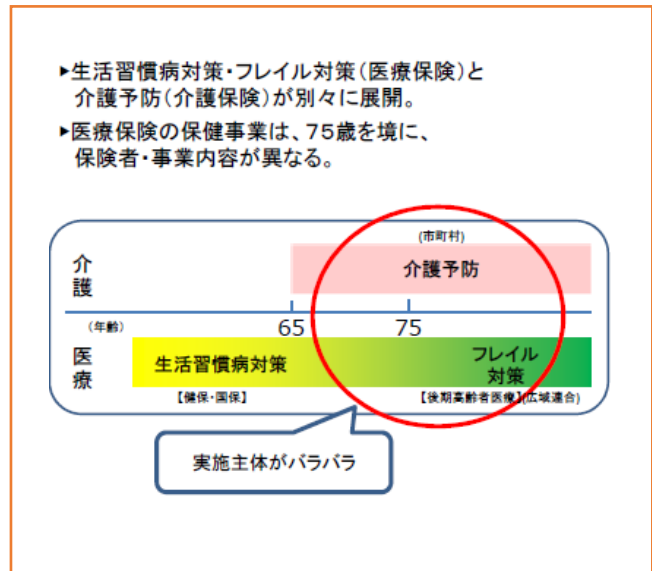 ▶生活習慣病対策・フレイル対策(医療保険)と
介護予防(介護保険)が別々に展開。
▶医療保険の保健事業は、75歳を境に、
保険者・事業内容が異なる。
(市町村)
介護
介護予防
(年齢)
65
75
医療
生活習慣病対策
フレイル
対策
【健保・国保】
【後期高齢者医療】(広域連合)
実施主体がバラバラ